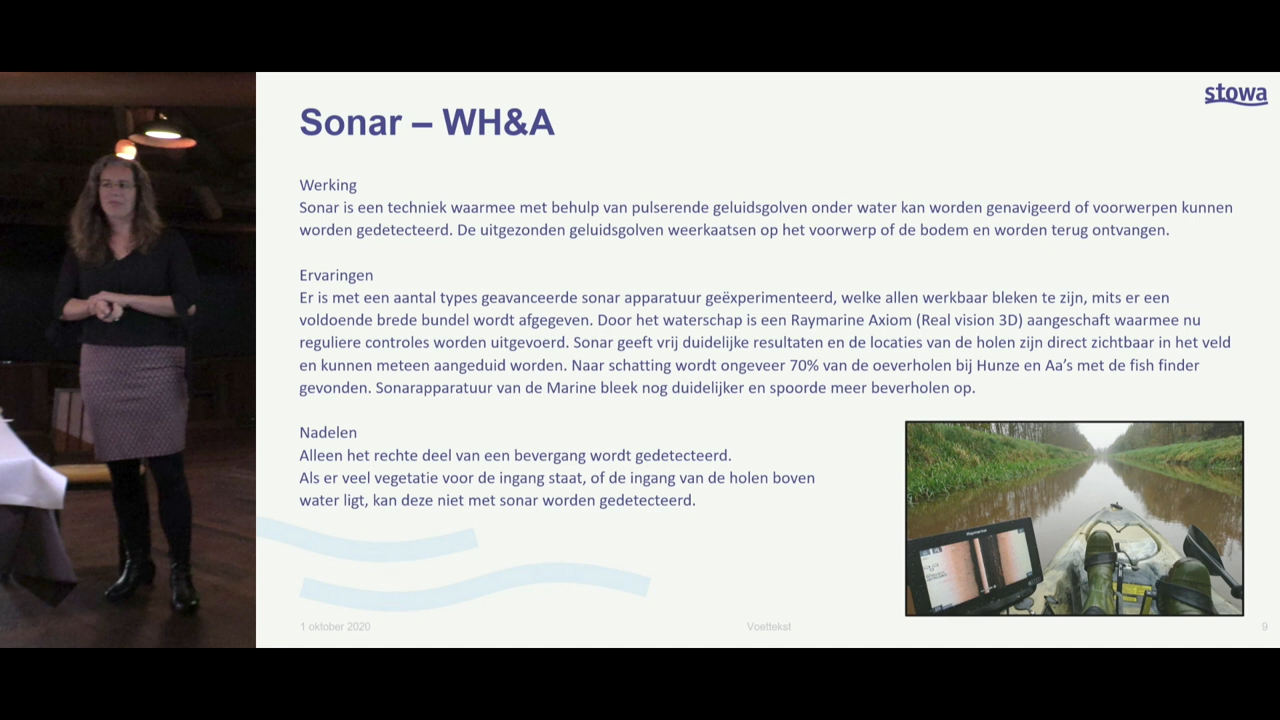 stowa
Sonar – WH&A
Werking
Sonar is een techniek waarmee met behulp van pulserende geluidsgolven onder water kan worden genavigeerd of voorwerpen kunnen
worden gedetecteerd. De uitgezonden geluidsgolven weerkaatsen op het voorwerp of de bodem en worden terug ontvangen.
Ervaringen
Er is met een aantal types geavanceerde sonar apparatuur geëxperimenteerd, welke allen werkbaar bleken te zijn, mits er een
voldoende brede bundel wordt afgegeven. Door het waterschap is een Raymarine Axiom (Real vision 3D) aangeschaft waarmee nu
reguliere controles worden uitgevoerd. Sonar geeft vrij duidelijke resultaten en de locaties van de holen zijn direct zichtbaar in het veld
en kunnen meteen aangeduid worden. Naar schatting wordt ongeveer 70% van de oeverholen bij Hunze en Aa's met de fish finder
gevonden. Sonarapparatuur van de Marine bleek nog duidelijker en spoorde meer beverholen op.
Nadelen
Alleen het rechte deel van een bevergang wordt gedetecteerd.
Als er veel vegetatie voor de ingang staat, of de ingang van de holen boven
water ligt, kan deze niet met sonar worden gedetecteerd.
Raymarine
1 oktober 2020
Voettekst
9